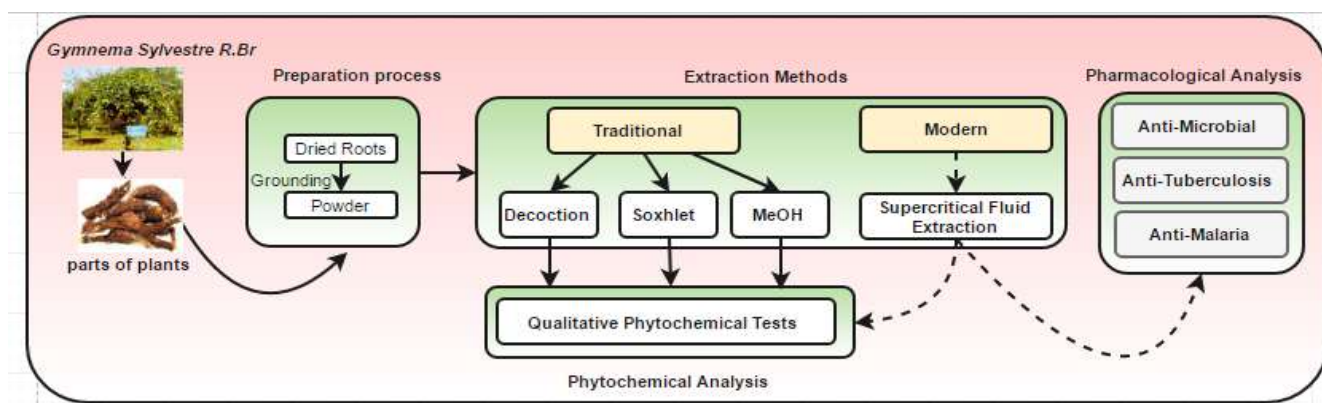 Gymnema Sylvestre R.Br
Preparation process
Extraction Methods
Pharmacological Analysis
Dried Roots
Grounding
Powder
parts of plants
Traditional
Modern
Decoction
Soxhlet
MeOH
Supercritical Fluid
Extraction
Anti-Microbial
Anti-Tuberculosis
Anti-Malaria
Qualitative Phytochemical Tests
Phytochemical Analysis